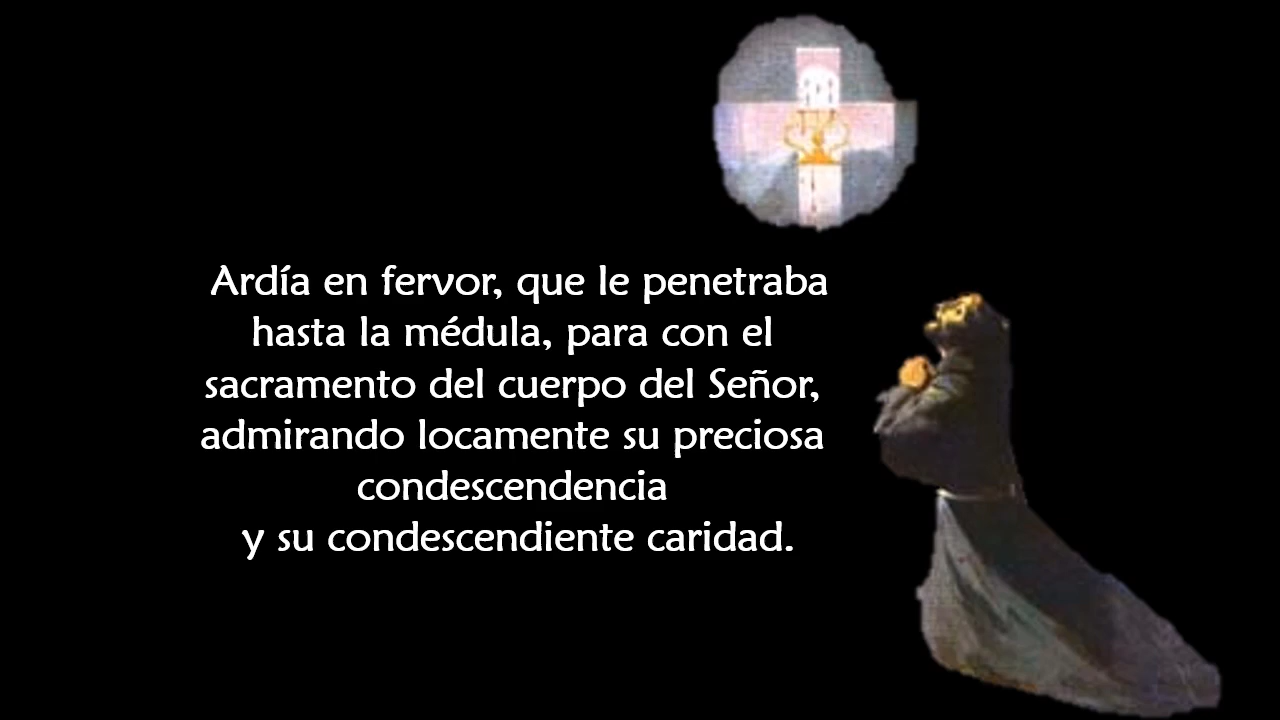 Ardía en fervor, que le penetraba
hasta la médula, para con el
sacramento del cuerpo del Señor,
admirando locamente su preciosa
condescendencia
y su condescendiente caridad.